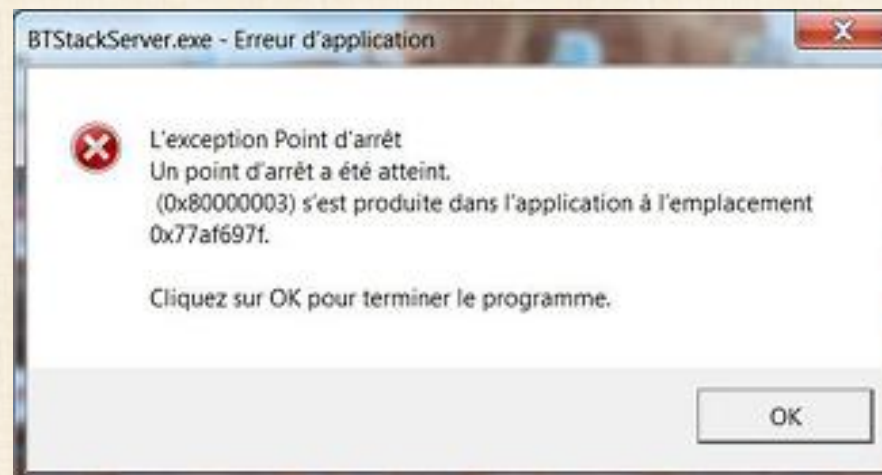 BTStackServer.exe - Erreur d'application
L'exception Point d'arrêt
Un point d'arrêt a été atteint.
(0x80000003) s'est produite dans l'application à l'emplacement
0x77af697f.
Cliquez sur OK pour terminer le programme.
OK